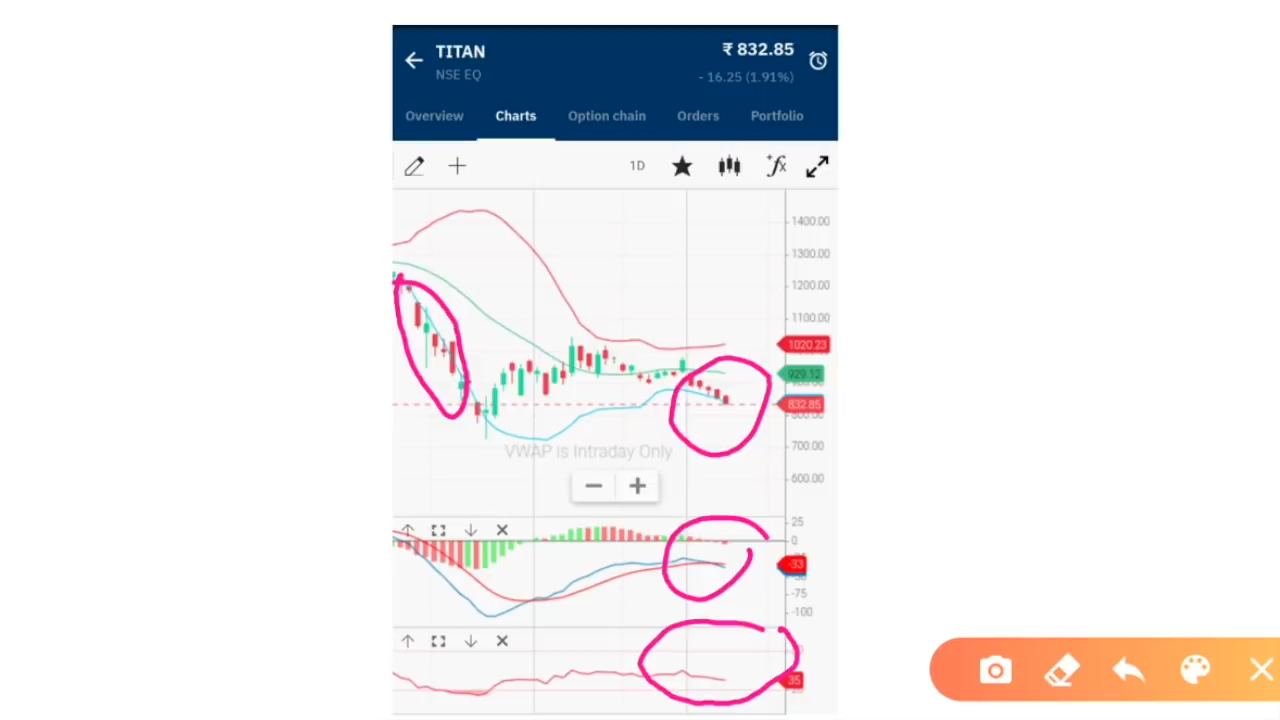 TITAN
₹ 832.85
NSE EQ
- 16.25 (1.91%)
Overview Charts Option chain Orders Portfolio
1D
1400.00
1300.00
1200.00
1100.00
1020.23
929.12
832.85
700.00
600.00
VWAP is Intraday Only
25
0
-33
-75
-100
35